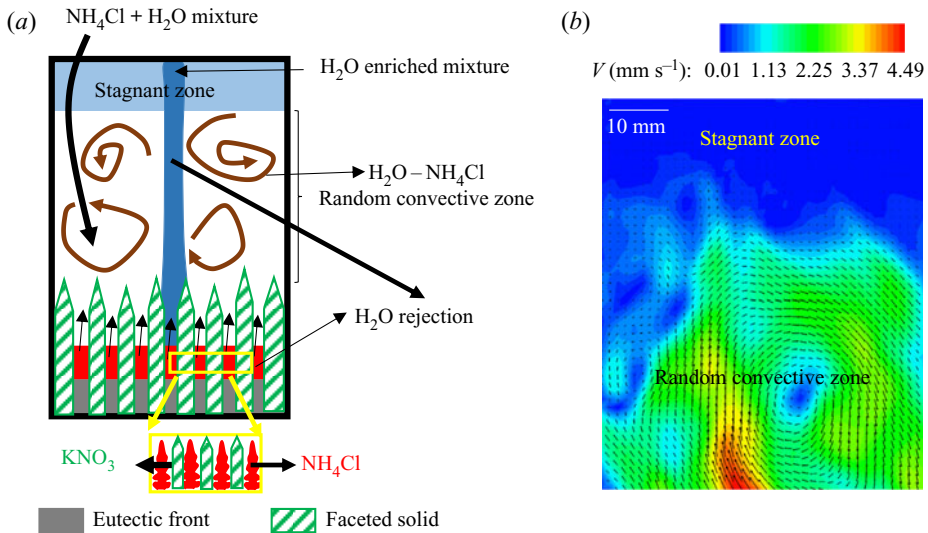 (a)
NH₄Cl + H₂O mixture
H₂O enriched mixture
Stagnant zone
H₂O – NH₄Cl
Random convective zone
H₂O rejection
KNO₃
NH₄Cl
Eutectic front
Faceted solid
(b)
V (mm s⁻¹): 0.01 1.13 2.25 3.37 4.49
10 mm
Stagnant zone
Random convective zone